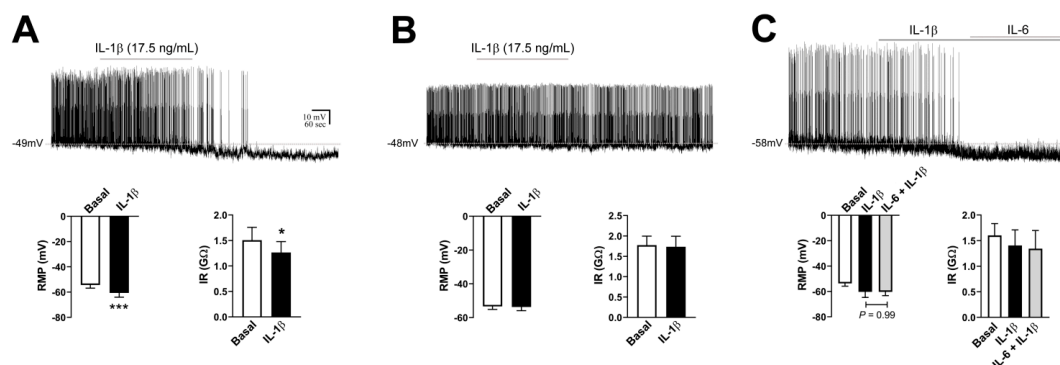 A
IL-1β (17.5 ng/mL)
10 mV
60 sec
-49mV
Basal
IL-1β
0
-20
-40
-60
-80
RMP (mV)
***
2.0
1.5
1.0
0.5
0.0
IR (GΩ)
*
Basal
IL-1β
B
IL-1β (17.5 ng/mL)
-48mV
Basal
IL-1β
0
-20
-40
-60
RMP (mV)
2.5
2.0
1.5
1.0
0.5
0.0
IR (GΩ)
Basal
IL-1β
C
IL-1β
IL-6
-58mV
Basal
IL-1β
IL-6 + IL-1β
0
-20
-40
-60
-80
RMP (mV)
P = 0.99
2.0
1.5
1.0
0.5
0.0
IR (GΩ)
Basal
IL-1β
IL-6 + IL-1β